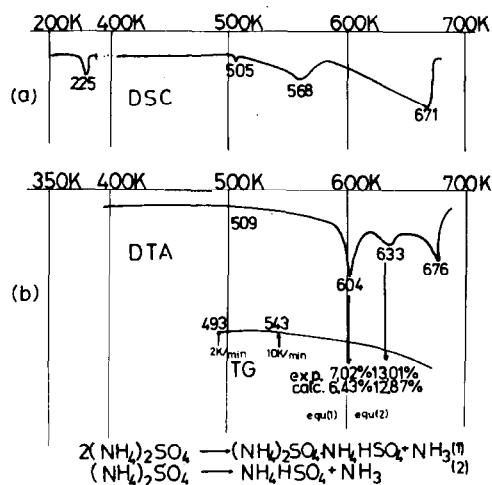 200K 400K 500K 600K 700K
(a) 225 DSC 505 568 671
350K 400K 500K 600K 700K
509
DTA 633 676
(b) 604
493 543
2K/min 10K/min
TG
exp. 7,02% 13,01%
calc. 6,43% 12,87%
equ(1) equ(2)
2(NH₄)₂SO₄ → (NH₄)₂SO₄NH₄HSO₄ + NH₃ (1)
(NH₄)₂SO₄ → NH₄HSO₄ + NH₃ (2)